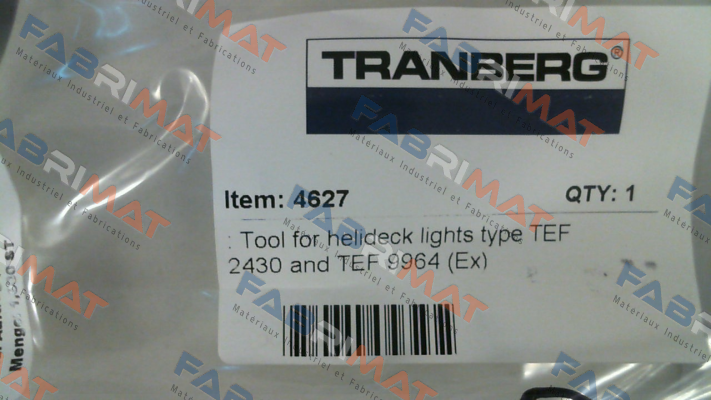 TRANBERG®
Item: 4627 QTY: 1
: Tool for helideck lights type TEF
2430 and TEF 9964 (Ex)
FABRIMAT
Matériaux Industriel et Fabrications